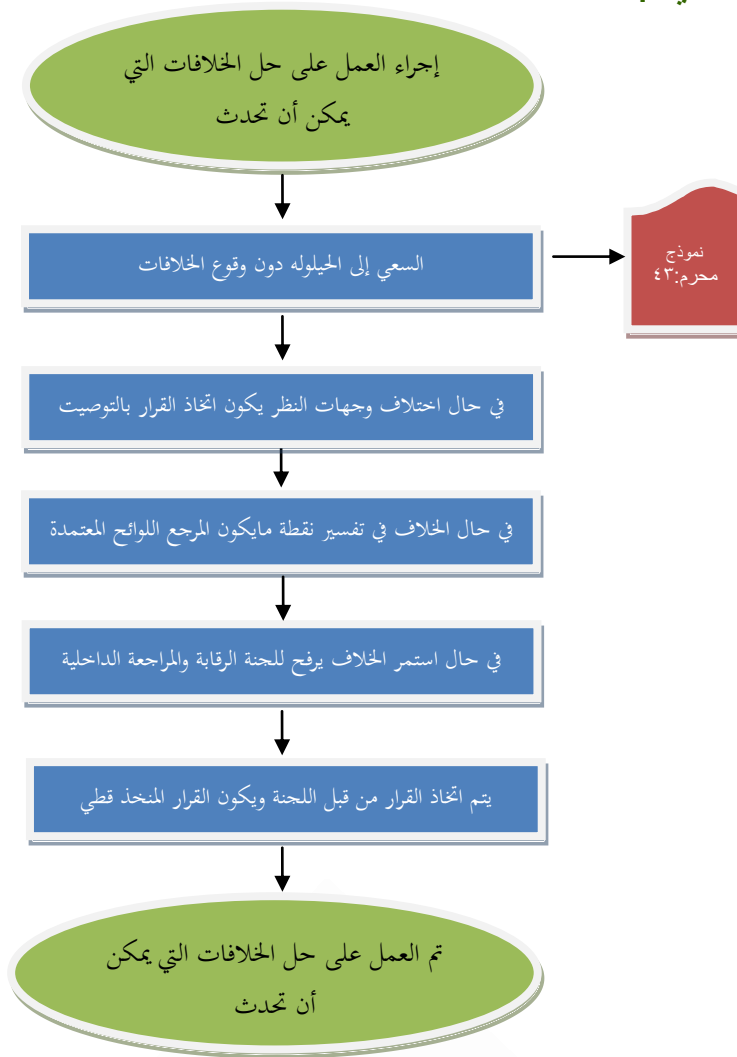 إجراء العمل على حل الخلافات التي
يمكن أن تحدث
السعي إلى الحيلوله دون وقوع الخلافات
نموذج
محرم:٤٣
في حال اختلاف وجهات النظر يكون اتخاذ القرار بالتوصيت
في حال الخلاف في تفسير نقطة مايكون المرجع اللوائح المعتمدة
في حال استمر الخلاف يرفح للجنة الرقابة والمراجعة الداخلية
يتم اتخاذ القرار من قبل اللجنة ويكون القرار المنخذ قطي
تم العمل على حل الخلافات التي يمكن
أن تحدث